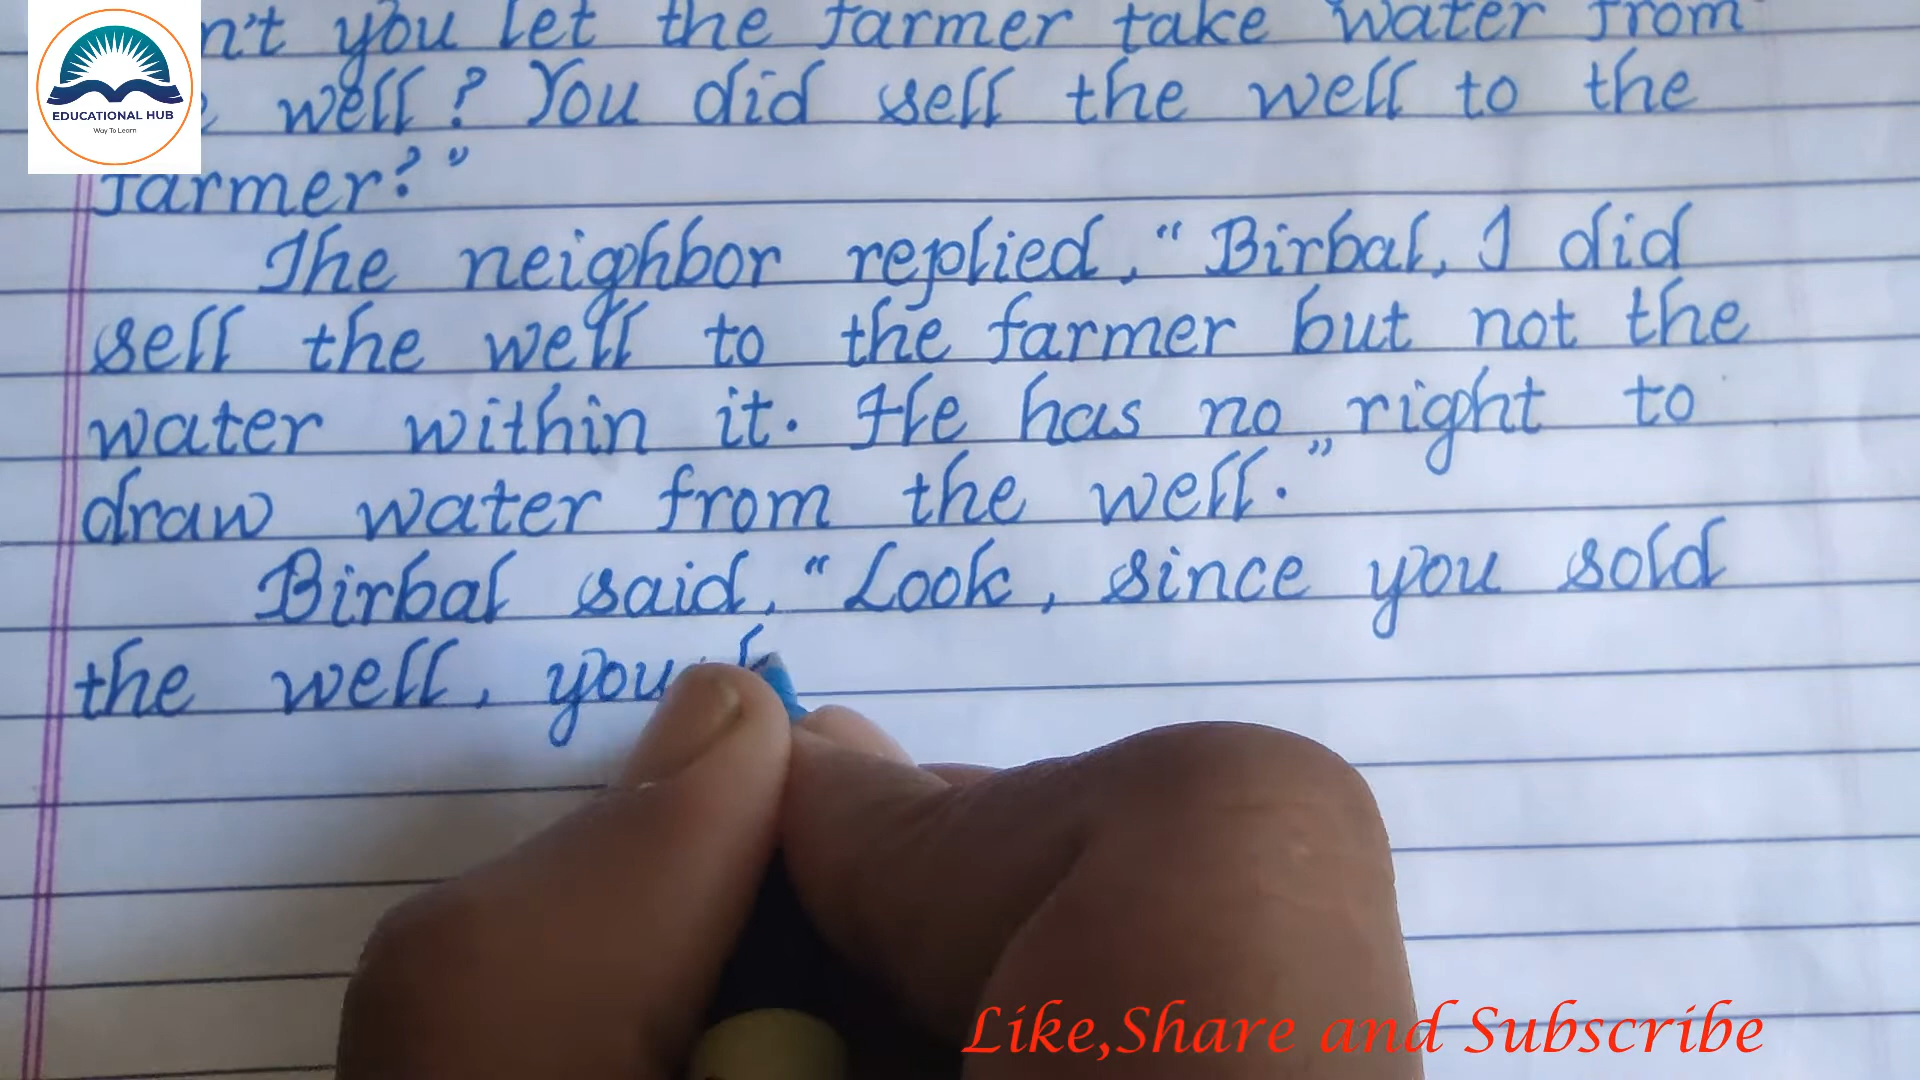 n't you let the farmer take water from
well? You did sell the well to the
farmer?"
The neighbor replied, "Birbal, I did
sell the well to the farmer but not the
water within it. He has no right to
draw water from the well."
Birbal said, "Look, since you sold
the well, you
EDUCATIONAL HUB
Way To Learn
Like,Share and Subscribe